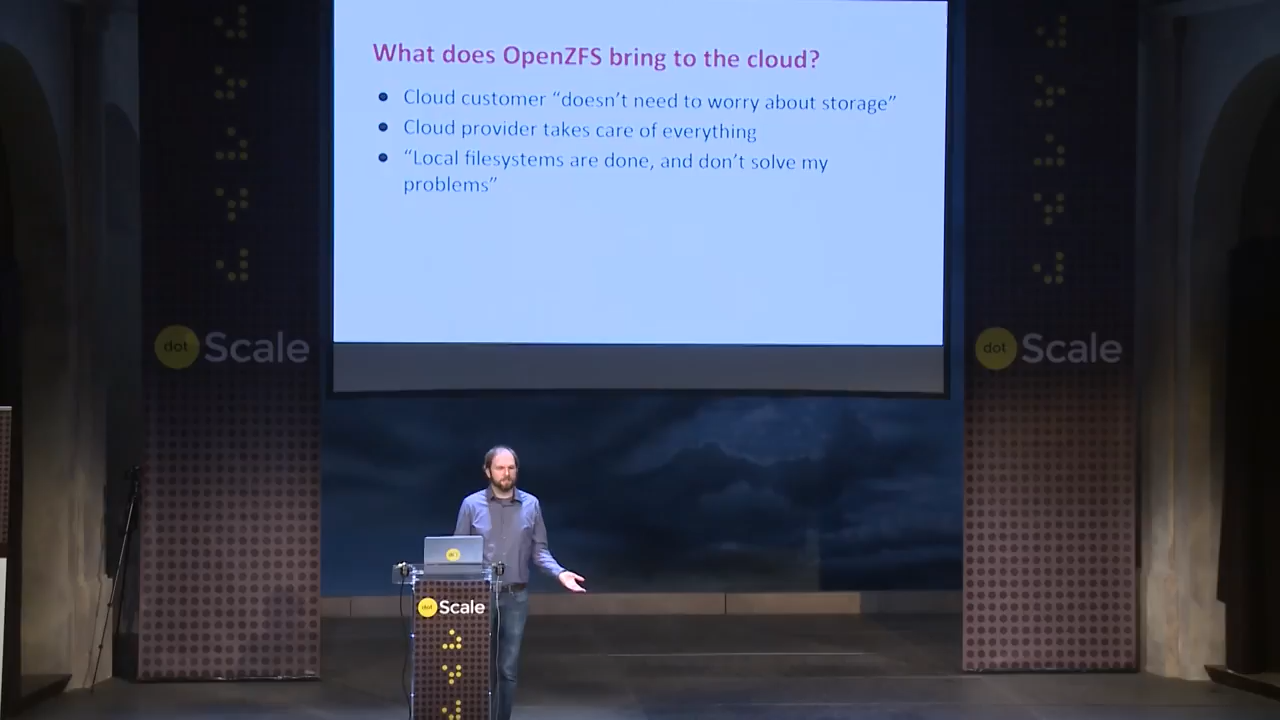 What does OpenZFS bring to the cloud?
Cloud customer “doesn’t need to worry about storage”
Cloud provider takes care of everything
“Local filesystems are done, and don’t solve my
problems”
dot Scale
dot Scale
dot Scale